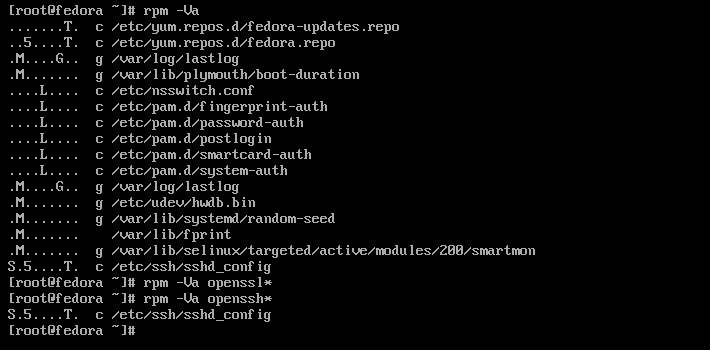 [root@fedora ~]# rpm -Va
.......T.  c /etc/yum.repos.d/fedora-updates.repo
..5....T.  c /etc/yum.repos.d/fedora.repo
.M....G..  g /var/log/lastlog
.M.......  g /var/lib/plymouth/boot-duration
....L....  c /etc/nsswitch.conf
....L....  c /etc/pam.d/fingerprint-auth
....L....  c /etc/pam.d/password-auth
....L....  c /etc/pam.d/postlogin
....L....  c /etc/pam.d/smartcard-auth
....L....  c /etc/pam.d/system-auth
.M....G..  g /var/log/lastlog
.M.......  g /etc/udev/hwdb.bin
.M.......  g /var/lib/systemd/random-seed
.M.......    /var/lib/fprint
.M.......  g /var/lib/selinux/targeted/active/modules/200/smartmon
S.5....T.  c /etc/ssh/sshd_config
[root@fedora ~]# rpm -Va openssl*
[root@fedora ~]# rpm -Va openssh*
S.5....T.  c /etc/ssh/sshd_config
[root@fedora ~]#